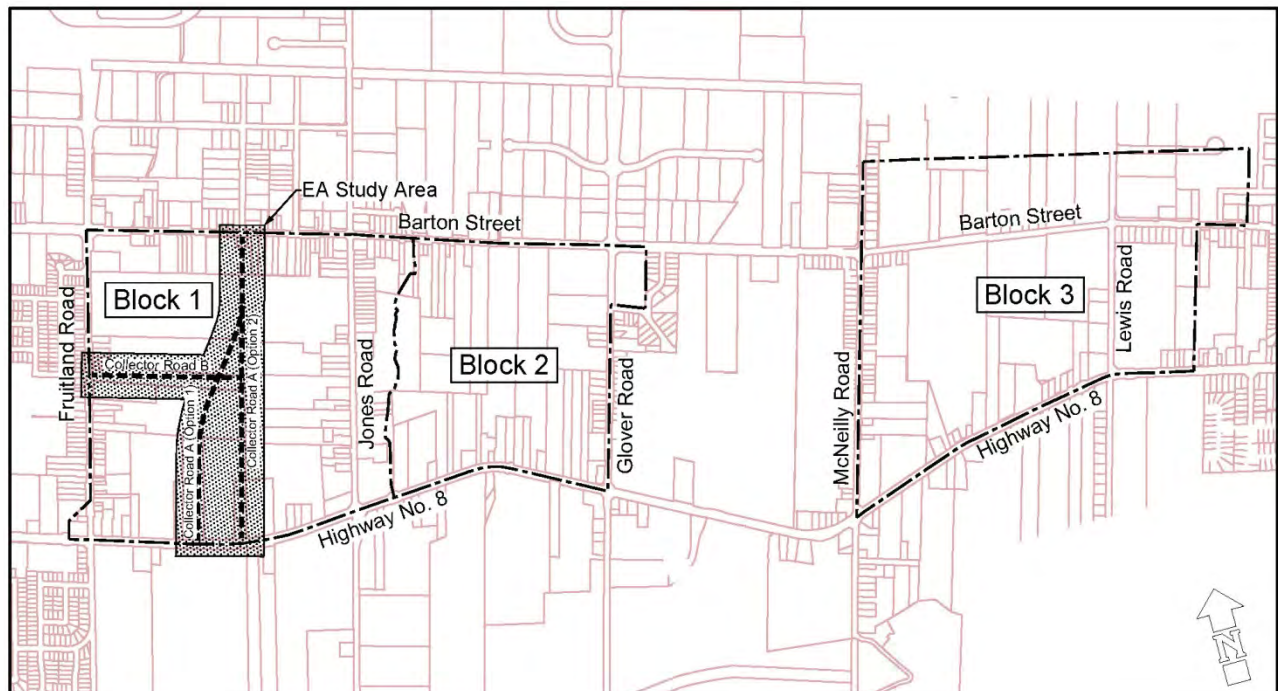 EA Study Area
Barton Street
Barton Street
Block 1
Fruitland Road
Collector Road B
Collector Road A (Option 1)
Collector Road A (Option 2)
Jones Road
Block 2
Glover Road
McNeilly Road
Block 3
Lewis Road
Highway No. 8
Highway No. 8
N